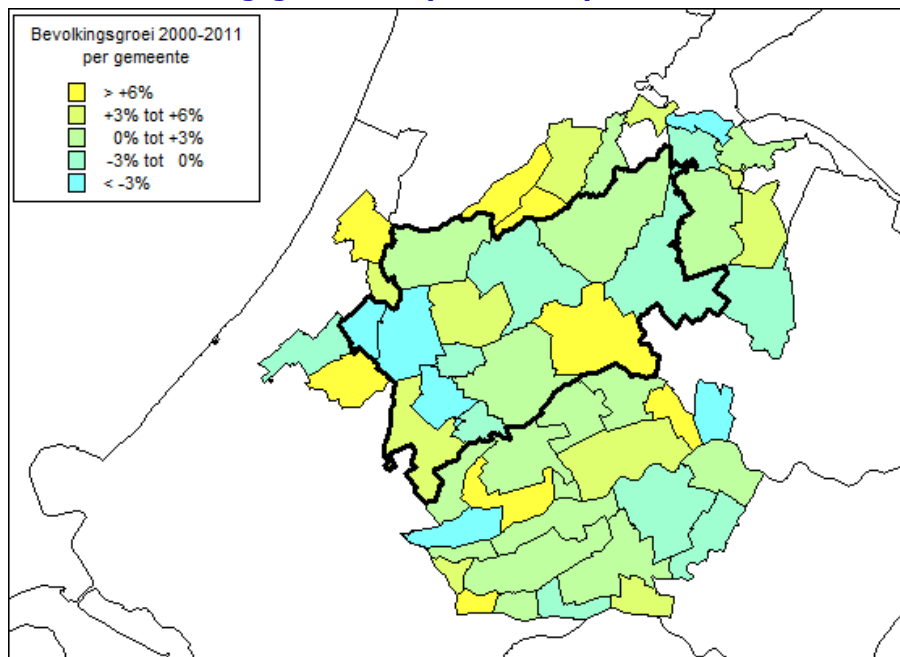 Bevolkingsgroei 2000-2011
per gemeente
> +6%
+3% tot +6%
0% tot +3%
-3% tot 0%
< -3%